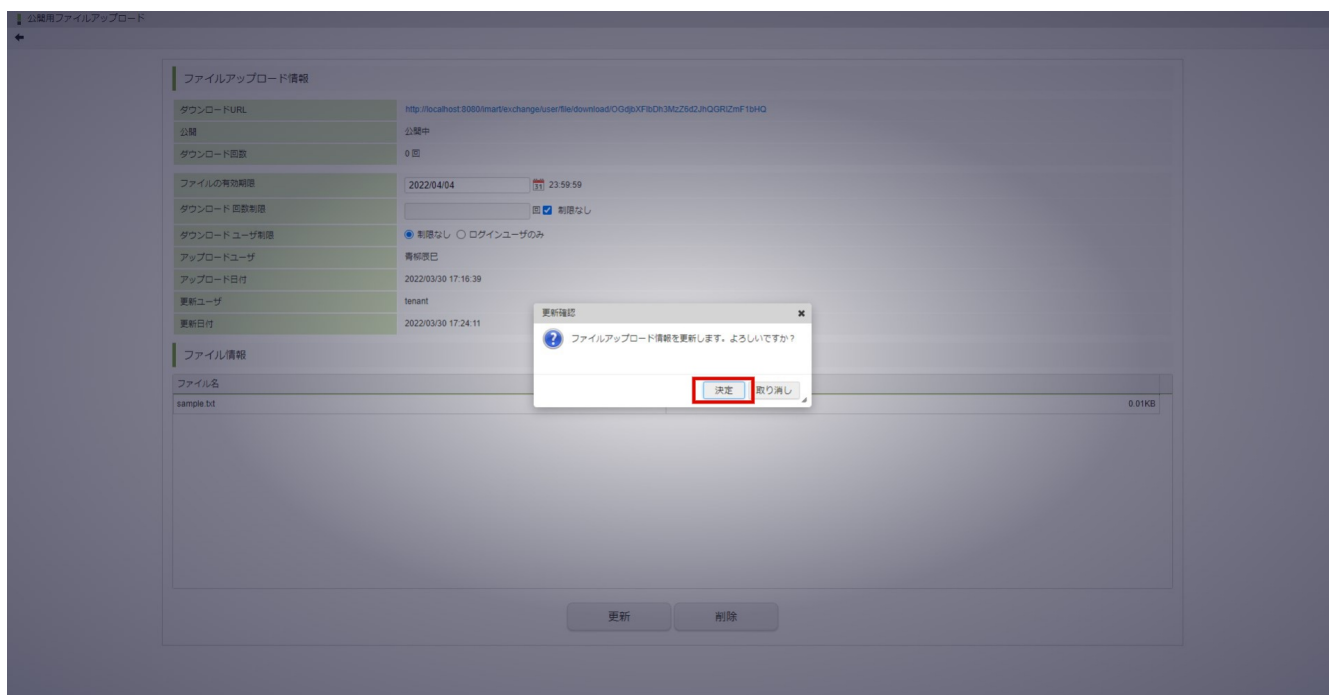 公開用ファイルアップロード
ファイルアップロード情報
ダウンロードURL
公開 公開中
ダウンロード回数 0 回
ファイルの有効期限 2022/04/04 31 23:59:59
ダウンロード 回数制限 回 制限なし
ダウンロード ユーザ制限 制限なし ログインユーザのみ
アップロードユーザ 青柳辰巳
アップロード日付 2022/03/30 17:16:39
更新ユーザ tenant
更新日付 2022/03/30 17:24:11
更新確認
ファイルアップロード情報を更新します。よろしいですか?
決定 取り消し
ファイル情報
ファイル名
sample.txt 0.01KB
更新 削除